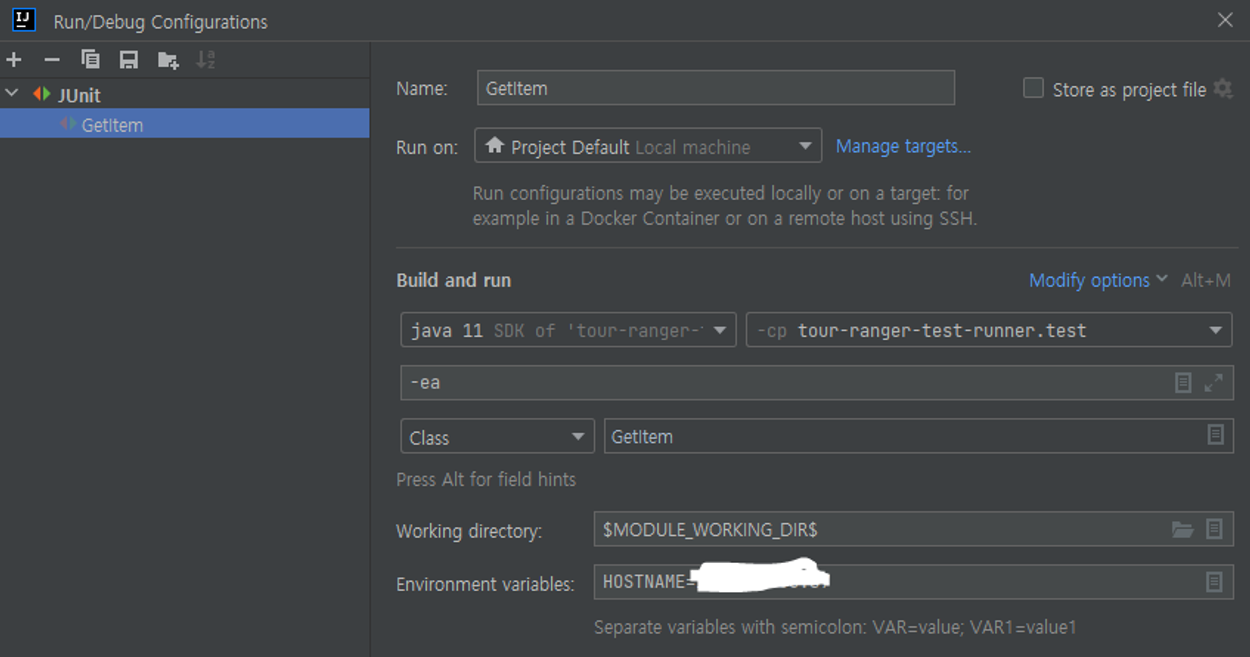 IJ Run/Debug Configurations
JUnit
GetItem
Name: GetItem Store as project file
Run on: Project Default Local machine Manage targets...
Run configurations may be executed locally or on a target: for
example in a Docker Container or on a remote host using SSH.
Build and run Modify options Alt+M
java 11 SDK of 'tour-ranger- -cp tour-ranger-test-runner.test
-ea
Class GetItem
Press Alt for field hints
Working directory: $MODULE_WORKING_DIR$
Environment variables: HOSTNAME=
Separate variables with semicolon: VAR=value; VAR1=value1